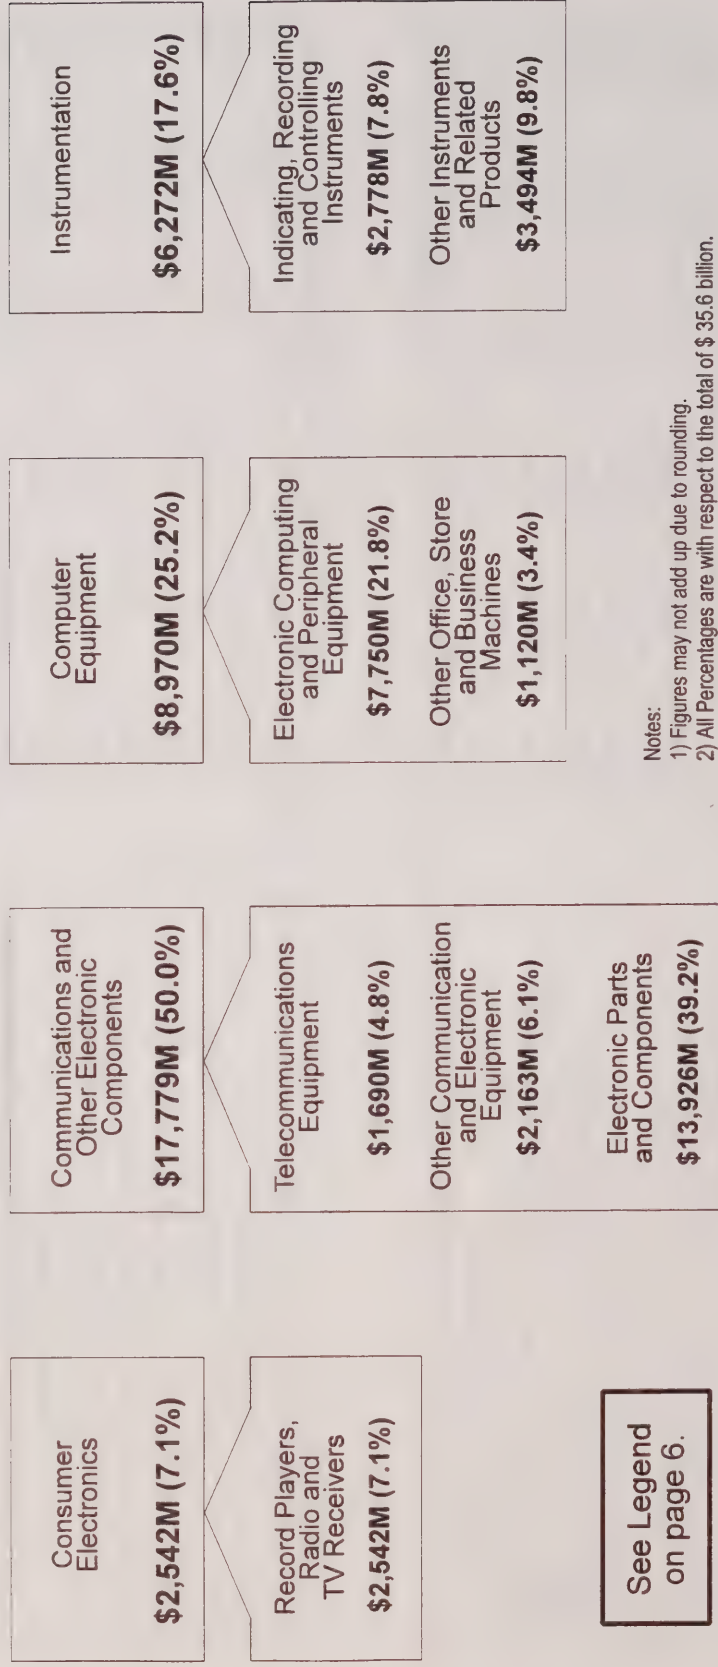 Consumer
Electronics
$2,542M (7.1%)
Record Players,
Radio and
TV Receivers
$2,542M (7.1%)
Communications and
Other Electronic
Components
$17,779M (50.0%)
Telecommunications
Equipment
$1,690M (4.8%)
Other Communication
and Electronic
Equipment
$2,163M (6.1%)
Electronic Parts
and Components
$13,926M (39.2%)
Computer
Equipment
$8,970M (25.2%)
Electronic Computing
and Peripheral
Equipment
$7,750M (21.8%)
Other Office, Store
and Business
Machines
$1,120M (3.4%)
Instrumentation
$6,272M (17.6%)
Indicating, Recording
and Controlling
Instruments
$2,778M (7.8%)
Other Instruments
and Related
Products
$3,494M (9.8%)
See Legend
on page 6.
Notes:
1) Figures may not add up due to rounding.
2) All Percentages are with respect to the total of $ 35.6 billion.